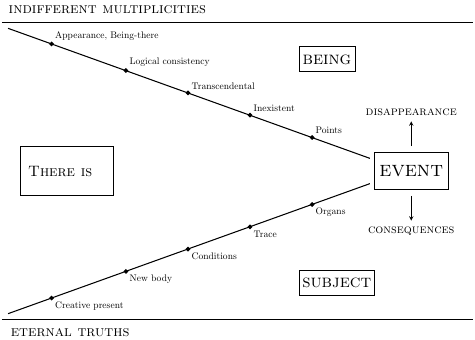 INDIFFERENT MULTIPLICITIES
Appearance, Being-there
Logical consistency
BEING
Transcendental
Inexistent
DISAPPEARANCE
Points
THERE IS
EVENT
Organs
CONSEQUENCES
Trace
Conditions
New body
SUBJECT
Creative present
ETERNAL TRUTHS